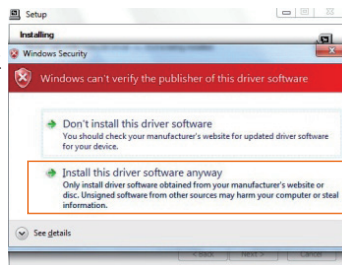 Setup
Installing
Windows Security
Windows can't verify the publisher of this driver software
Don't install this driver software
You should check your manufacturer's website for updated driver software
for your device.
Install this driver software anyway
Only install driver software obtained from your manufacturer's website or
disc. Unsigned software from other sources may harm your computer or steal
information.
See details
< Back Next > Cancel